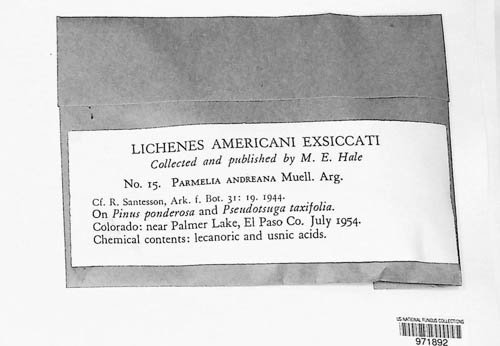 LICHENES AMERICANI EXSICCATI
Collected and published by M. E. Hale
No. 15. PARMELIA ANDREANA Muell. Arg.
Cf. R. Santesson, Ark. f. Bot. 31: 19. 1944.
On Pinus ponderosa and Pseudotsuga taxifolia.
Colorado: near Palmer Lake, El Paso Co. July 1954.
Chemical contents: lecanoric and usnic acids.
US NATIONAL FUNGUS COLLECTIONS
971892